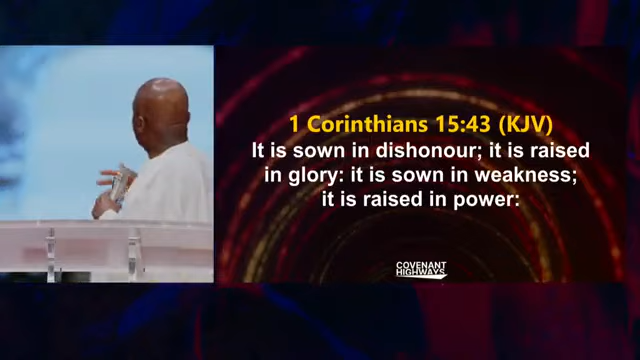 1 Corinthians 15:43 (KJV)
It is sown in dishonour; it is raised
in glory: it is sown in weakness;
it is raised in power:
COVENANT
HIGHWAYS